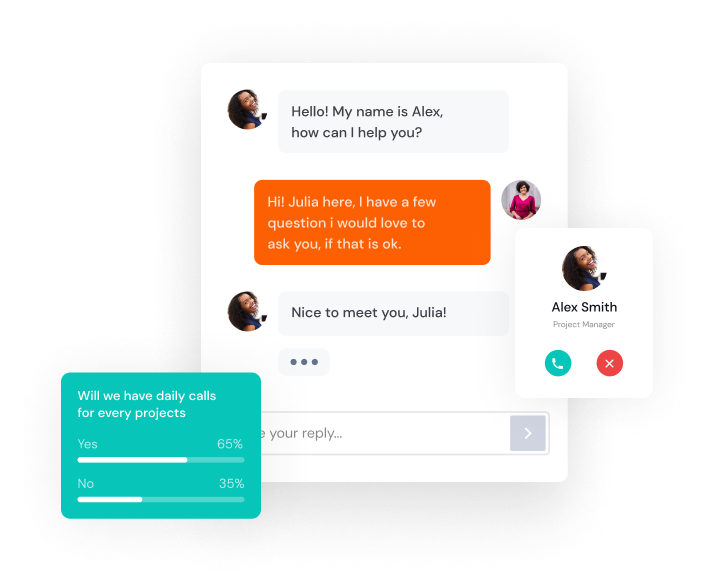 Hello! My name is Alex,
how can I help you?
Hi! Julia here, I have a few
question i would love to
ask you, if that is ok.
Nice to meet you, Julia!
Alex Smith
Project Manager
Will we have daily calls
for every projects
Yes 65%
No 35%
your reply...